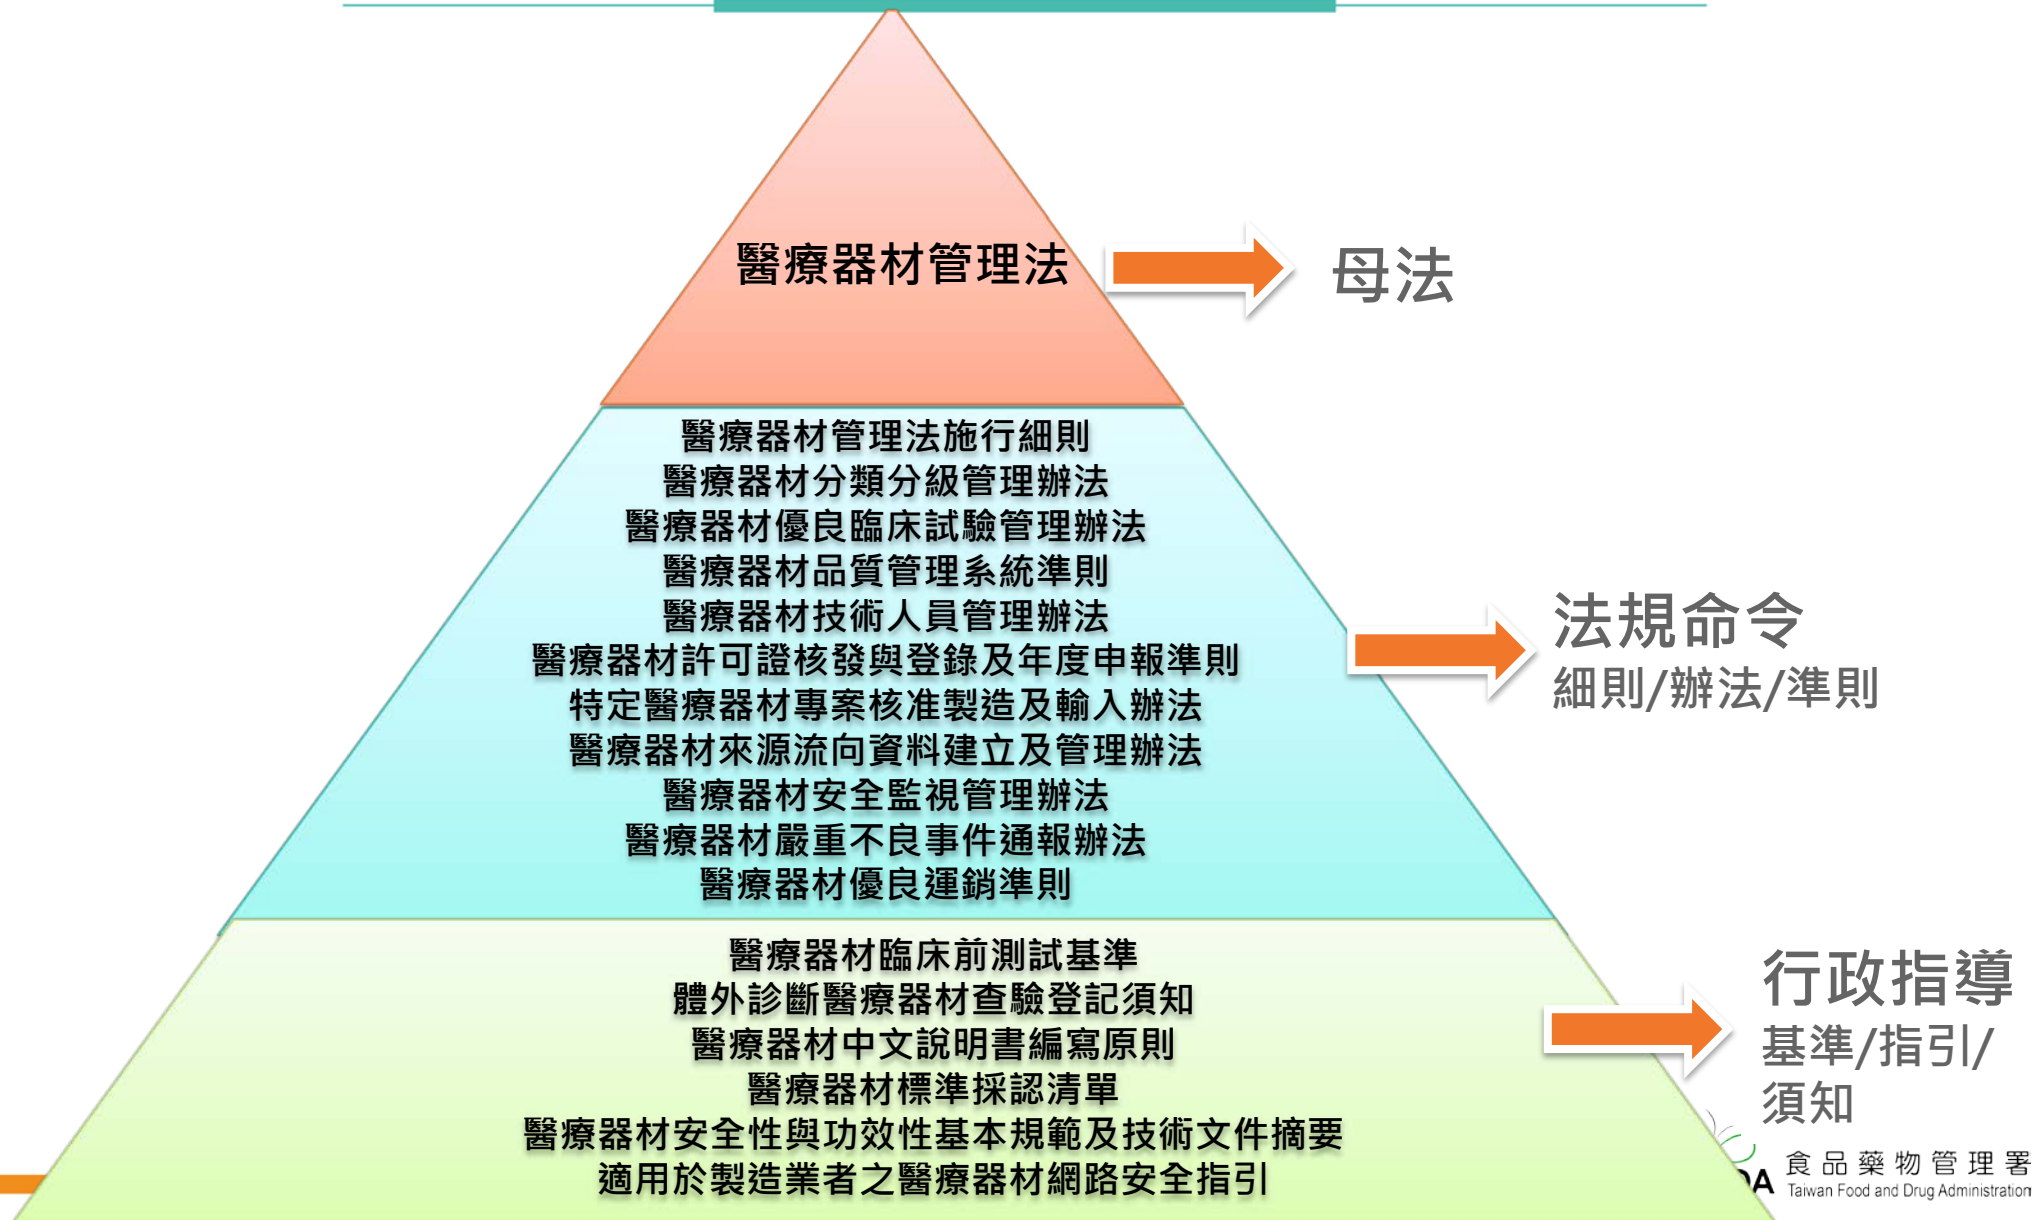 醫療器材管理法
母法
醫療器材管理法施行細則
醫療器材分類分級管理辦法
醫療器材優良臨床試驗管理辦法
醫療器材品質管理系統準則
醫療器材技術人員管理辦法
醫療器材許可證核發與登錄及年度申報準則
特定醫療器材專案核准製造及輸入辦法
醫療器材來源流向資料建立及管理辦法
醫療器材安全監視管理辦法
醫療器材嚴重不良事件通報辦法
醫療器材優良運銷準則
法規命令
細則/辦法/準則
醫療器材臨床前測試基準
體外診斷醫療器材查驗登記須知
醫療器材中文說明書編寫原則
醫療器材標準採認清單
醫療器材安全性與功效性基本規範及技術文件摘要
適用於製造業者之醫療器材網路安全指引
行政指導
基準/指引/
須知
食品藥物管理署
Taiwan Food and Drug Administration